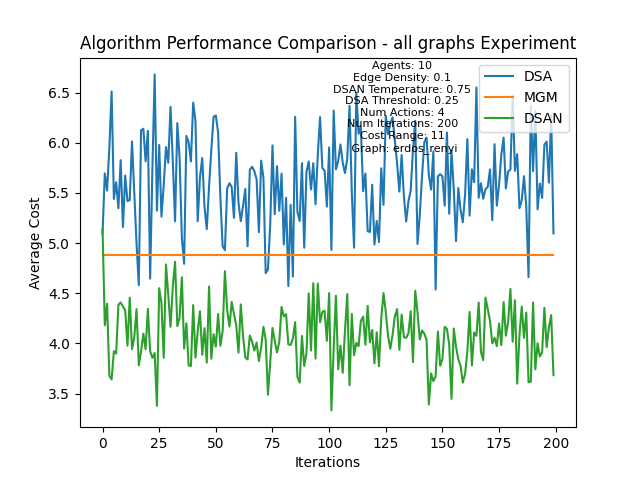 Algorithm Performance Comparison - all graphs Experiment
Agents: 10
Edge Density: 0.1
DSAN Temperature: 0.75
DSA Threshold: 0.25
Num Actions: 4
Num Iterations: 200
Cost Range: 11
Graph: erdos_renyi
DSA
MGM
DSAN
Average Cost
6.5
6.0
5.5
5.0
4.5
4.0
3.5
0
25
50
75
100
125
150
175
200
Iterations